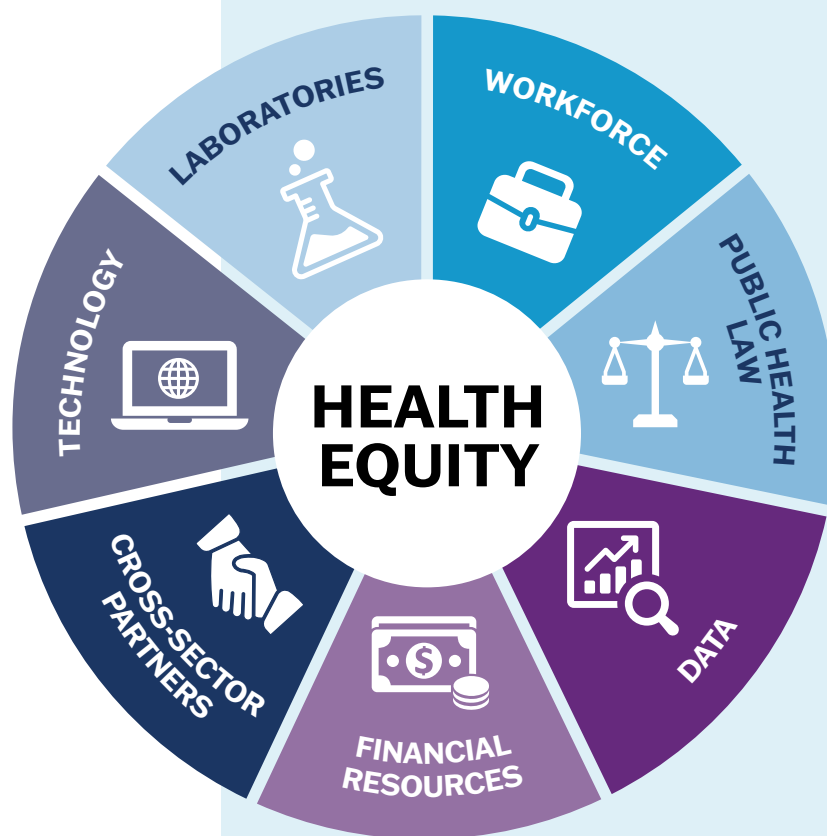 LABORATORIES
WORKFORCE
PUBLIC HEALTH
LAW
DATA
FINANCIAL
RESOURCES
CROSS-SECTOR
PARTNERS
TECHNOLOGY
HEALTH
EQUITY
$